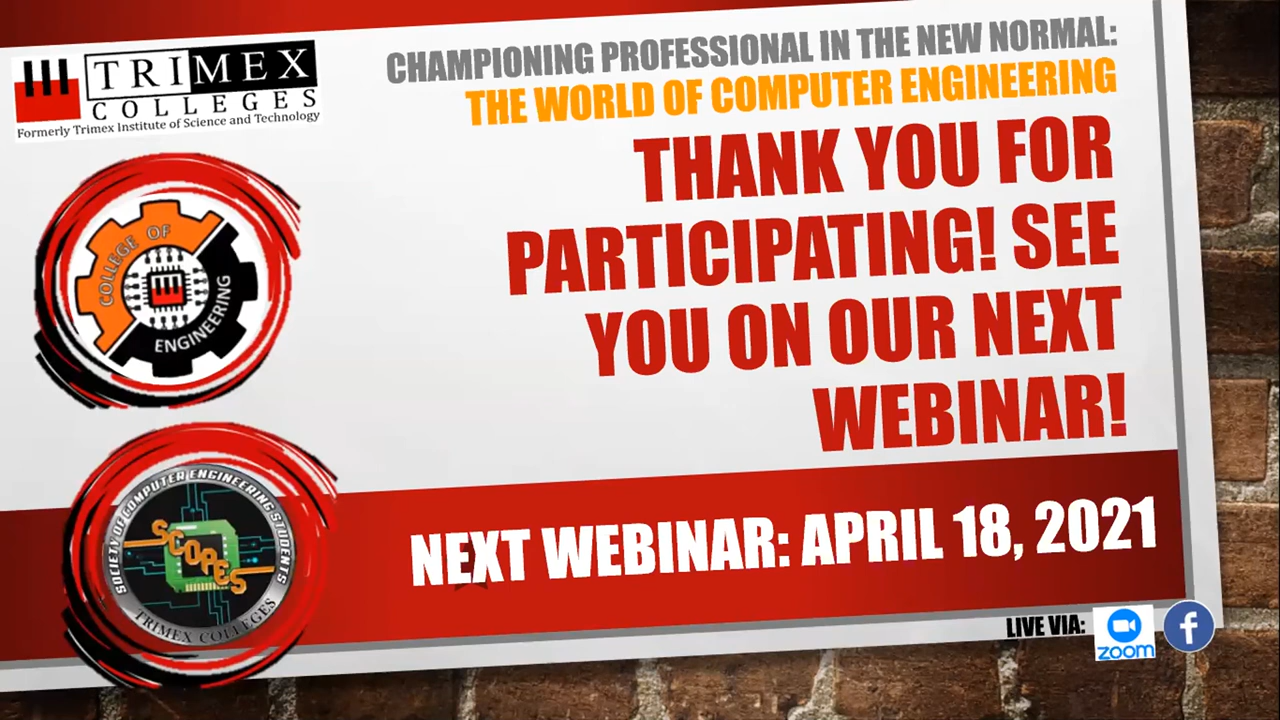 TRIMEX
COLLEGES
Formerly Trimex Institute of Science and Technology
CHAMPIONING PROFESSIONAL IN THE NEW NORMAL:
THE WORLD OF COMPUTER ENGINEERING
THANK YOU FOR
PARTICIPATING! SEE
YOU ON OUR NEXT
WEBINAR!
COLLEGE OF
ENGINEERING
SOCIETY OF COMPUTER ENGINEERING STUDENTS
SCOPES
TRIMEX COLLEGES
NEXT WEBINAR: APRIL 18, 2021
LIVE VIA:
zoom
f